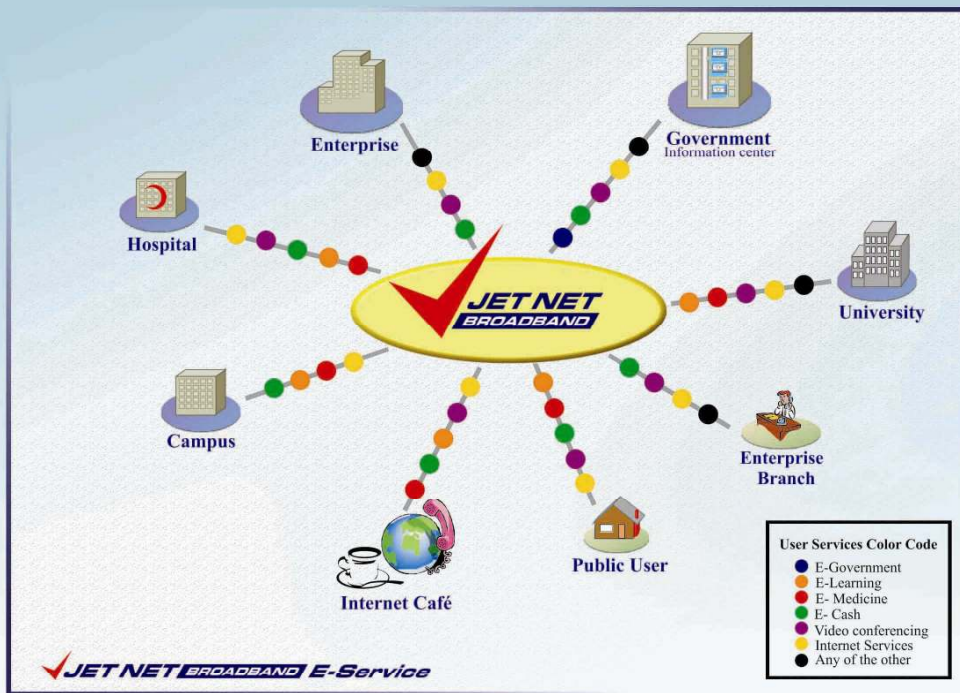 Enterprise
Government
Information center
Hospital
JET NET
BROADBAND
University
Campus
Enterprise
Branch
Internet Café
Public User
User Services Color Code
E-Government
E-Learning
E- Medicine
E- Cash
Video conferencing
Internet Services
Any of the other
JET NET BROADBAND E-Service